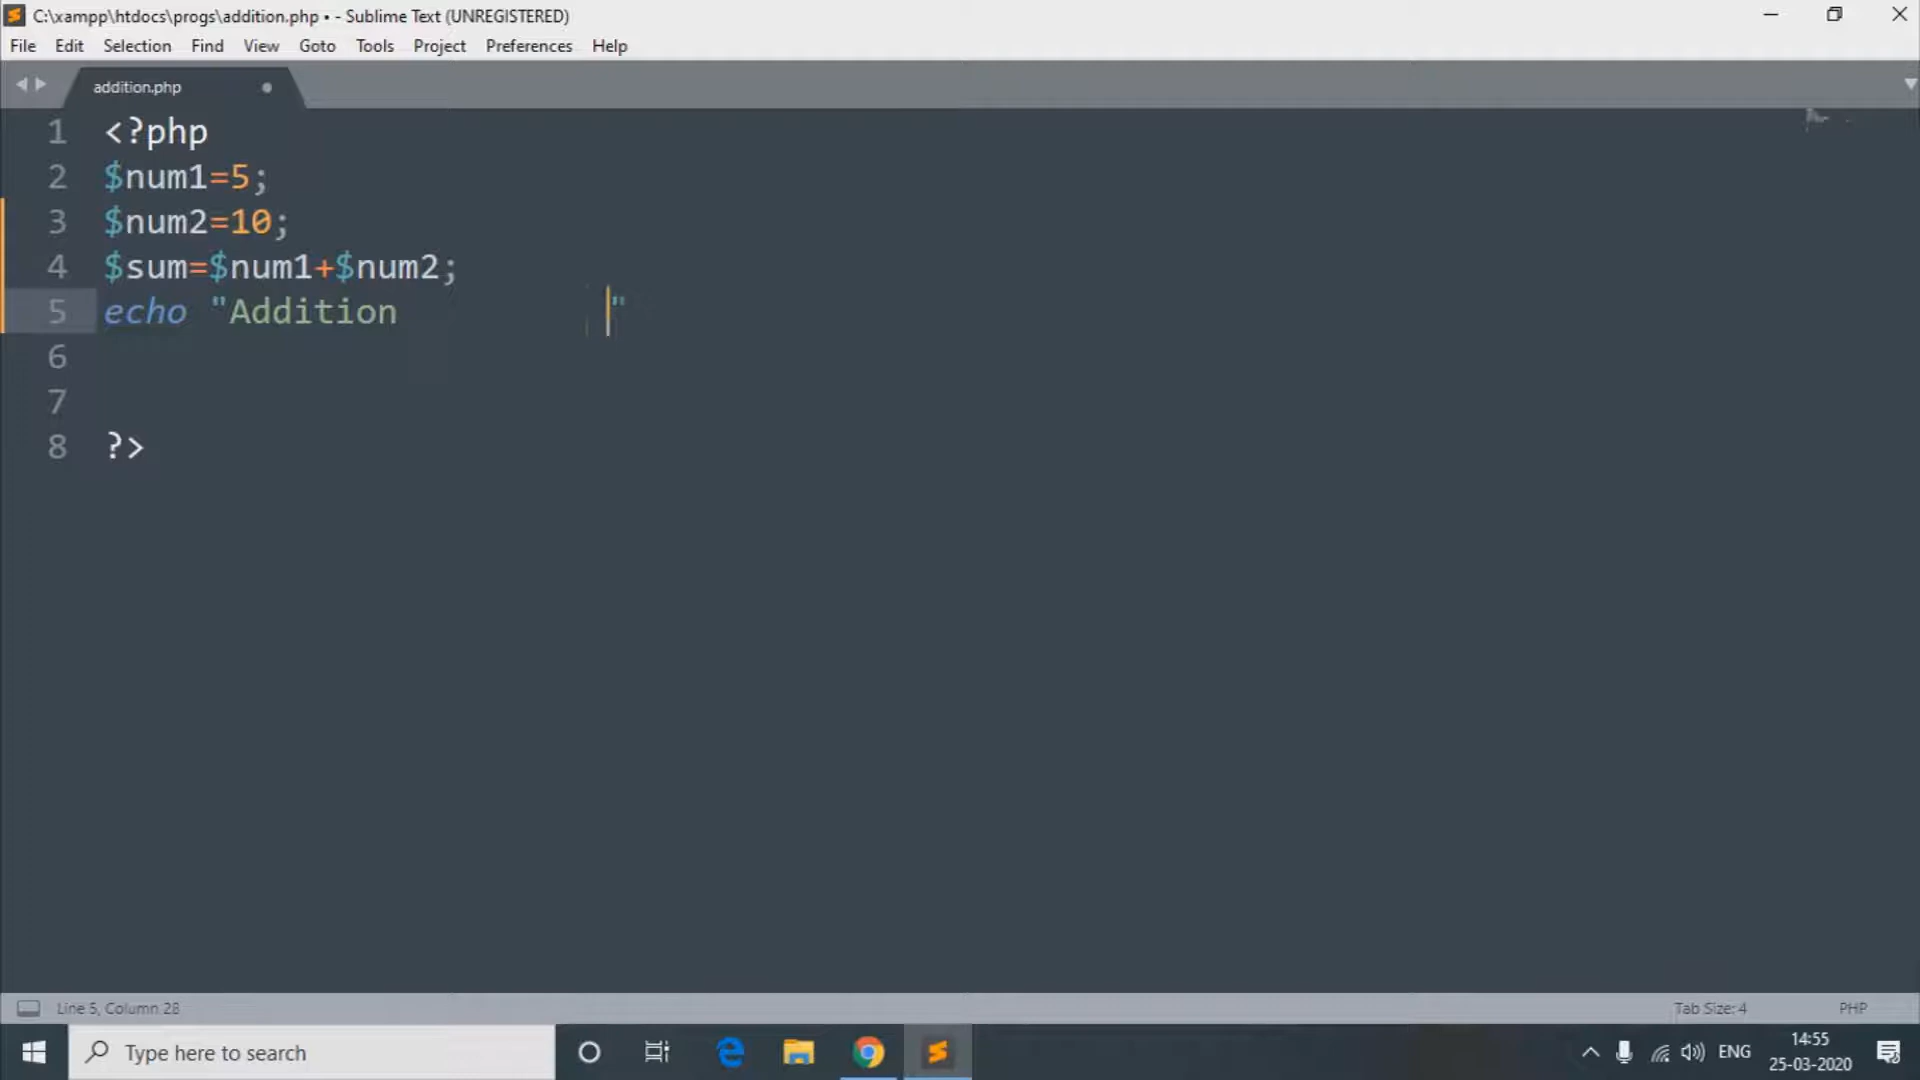 C:\xampp\htdocs\progs\addition.php • - Sublime Text (UNREGISTERED)
File Edit Selection Find View Goto Tools Project Preferences Help
addition.php
1 <?php
2 $num1=5;
3 $num2=10;
4 $sum=$num1+$num2;
5 echo "Addition          "
6
7
8 ?>
Line 5, Column 28 Tab Size: 4 PHP
Type here to search ENG 14:55
25-03-2020